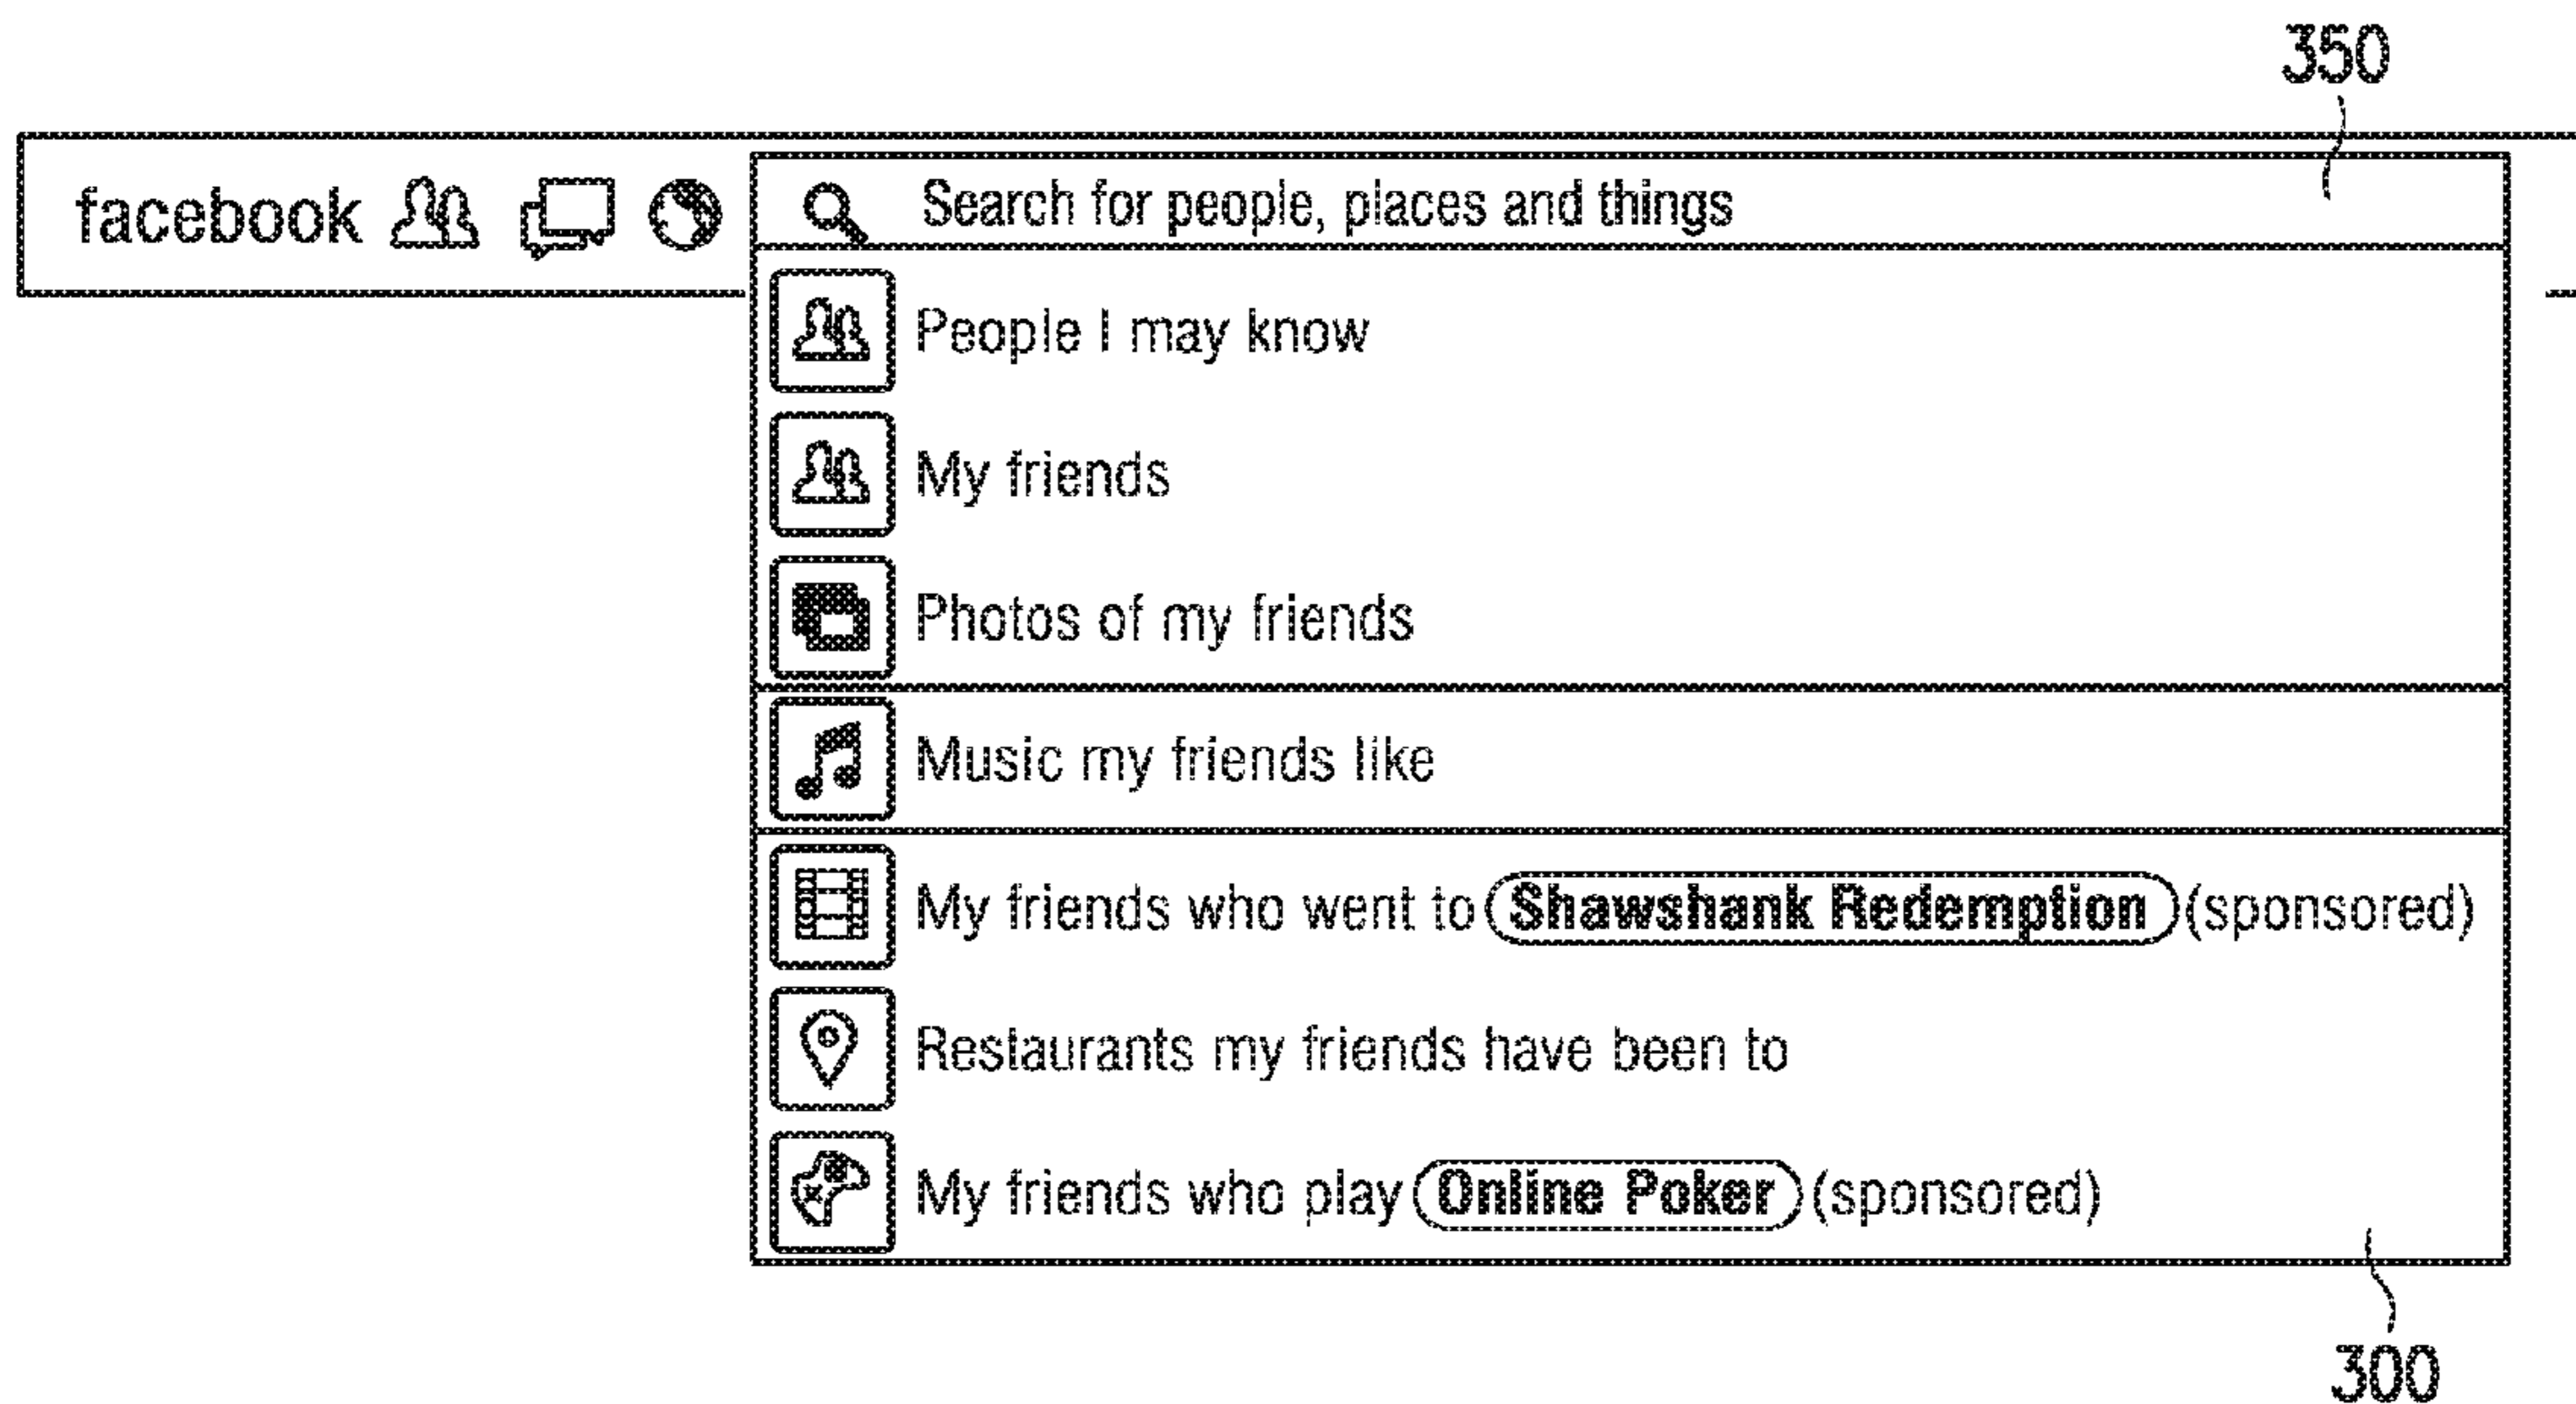 350
facebook
Search for people, places and things
People I may know
My friends
Photos of my friends
Music my friends like
My friends who went to Shawshank Redemption (sponsored)
Restaurants my friends have been to
My friends who play Online Poker (sponsored)
300